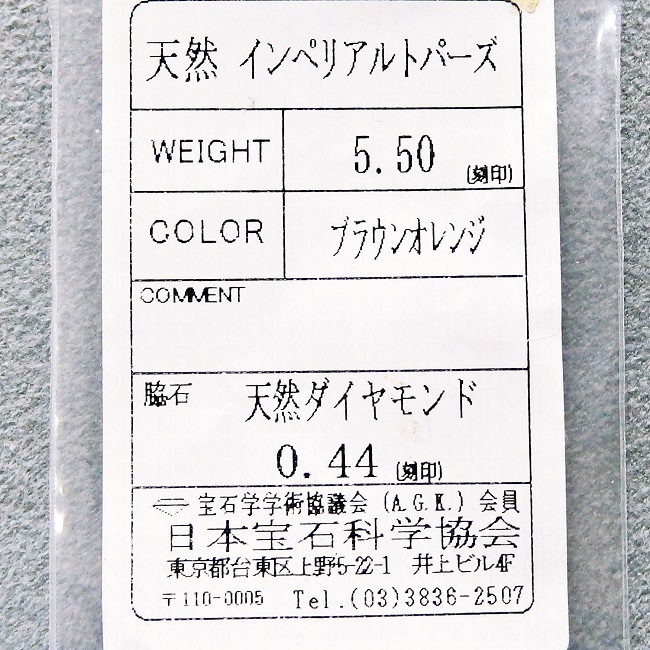 天然 インペリアルトパーズ
WEIGHT 5.50 (刻印)
COLOR ブラウンオレンジ
COMMENT
脇石 天然ダイヤモンド
0.44 (刻印)
宝石学学術協議会 (A.G.K.) 会員
日本宝石科学協会
東京都台東区上野5-22-1 井上ビル4F
〒110-0005 Tel.(03)3836-2507